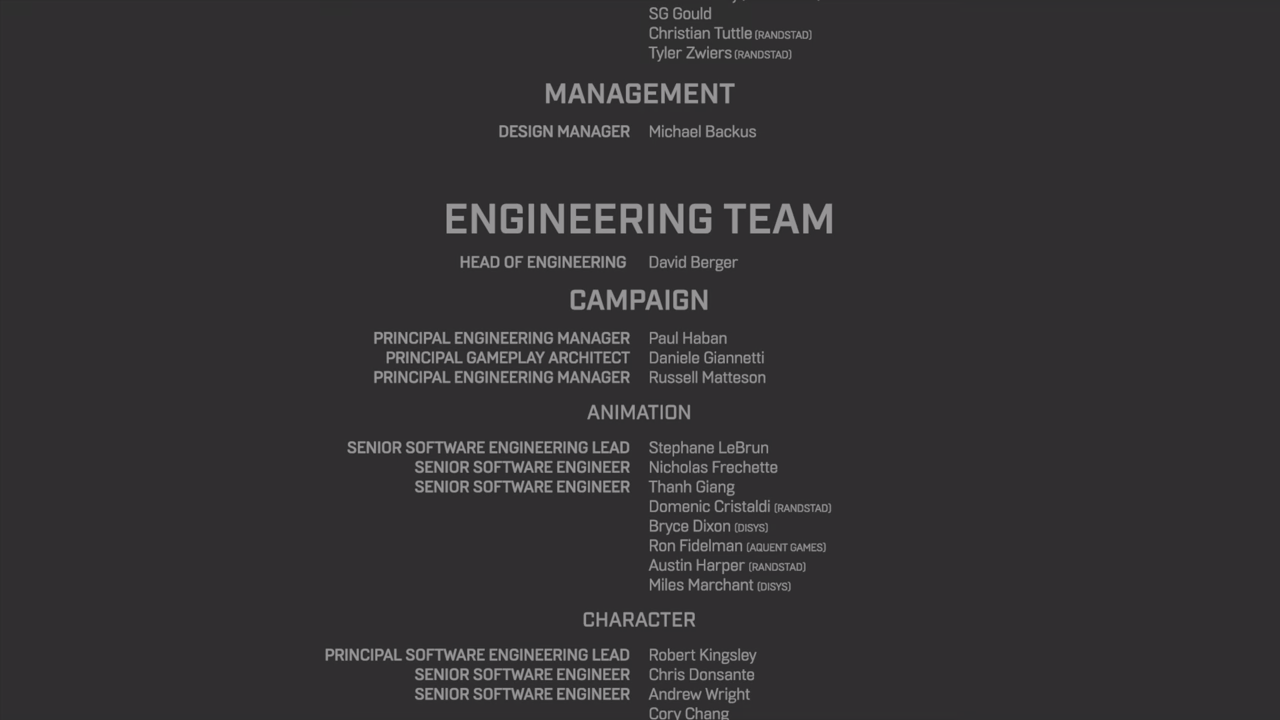 SG Gould
Christian Tuttle (RANDSTAD)
Tyler Zwiers (RANDSTAD)
MANAGEMENT
DESIGN MANAGER Michael Backus
ENGINEERING TEAM
HEAD OF ENGINEERING David Berger
CAMPAIGN
PRINCIPAL ENGINEERING MANAGER Paul Haban
PRINCIPAL GAMEPLAY ARCHITECT Daniele Giannetti
PRINCIPAL ENGINEERING MANAGER Russell Matteson
ANIMATION
SENIOR SOFTWARE ENGINEERING LEAD Stephane LeBrun
SENIOR SOFTWARE ENGINEER Nicholas Frechette
SENIOR SOFTWARE ENGINEER Thanh Giang
Domenic Cristaldi (RANDSTAD)
Bryce Dixon (DISYS)
Ron Fidelman (AQUENT GAMES)
Austin Harper (RANDSTAD)
Miles Marchant (DISYS)
CHARACTER
PRINCIPAL SOFTWARE ENGINEERING LEAD Robert Kingsley
SENIOR SOFTWARE ENGINEER Chris Donsante
SENIOR SOFTWARE ENGINEER Andrew Wright
Cory Chang